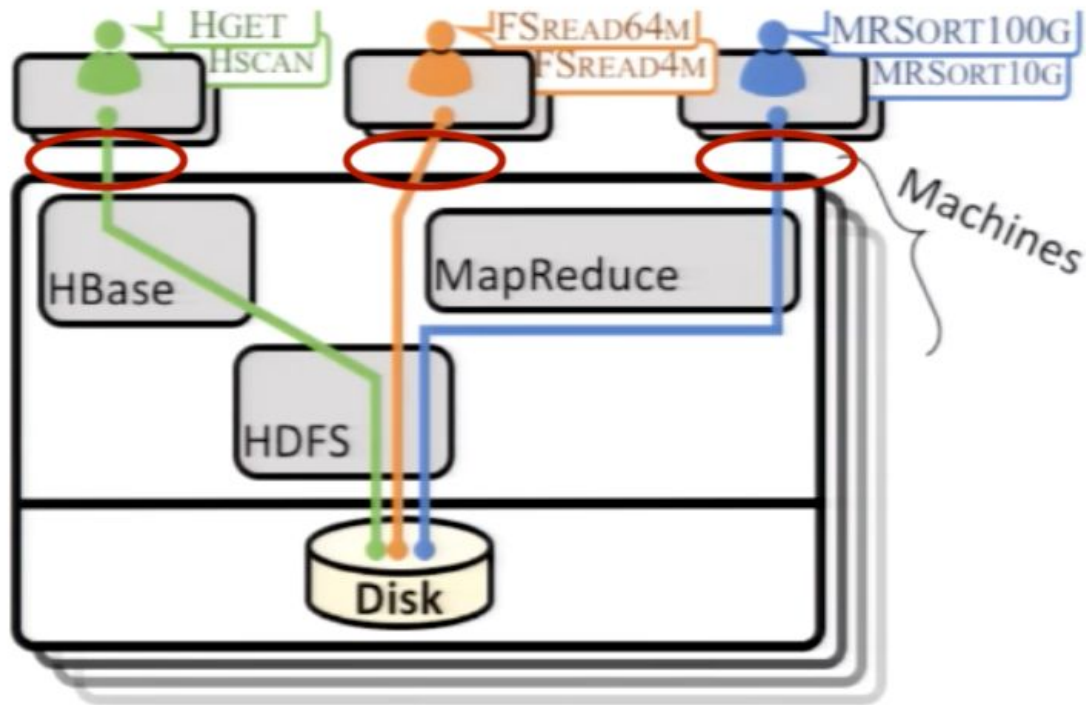 HGET
HSCAN
FSREAD64M
FSREAD4M
MRSORT100G
MRSORT10G
Machines
HBase
MapReduce
HDFS
Disk